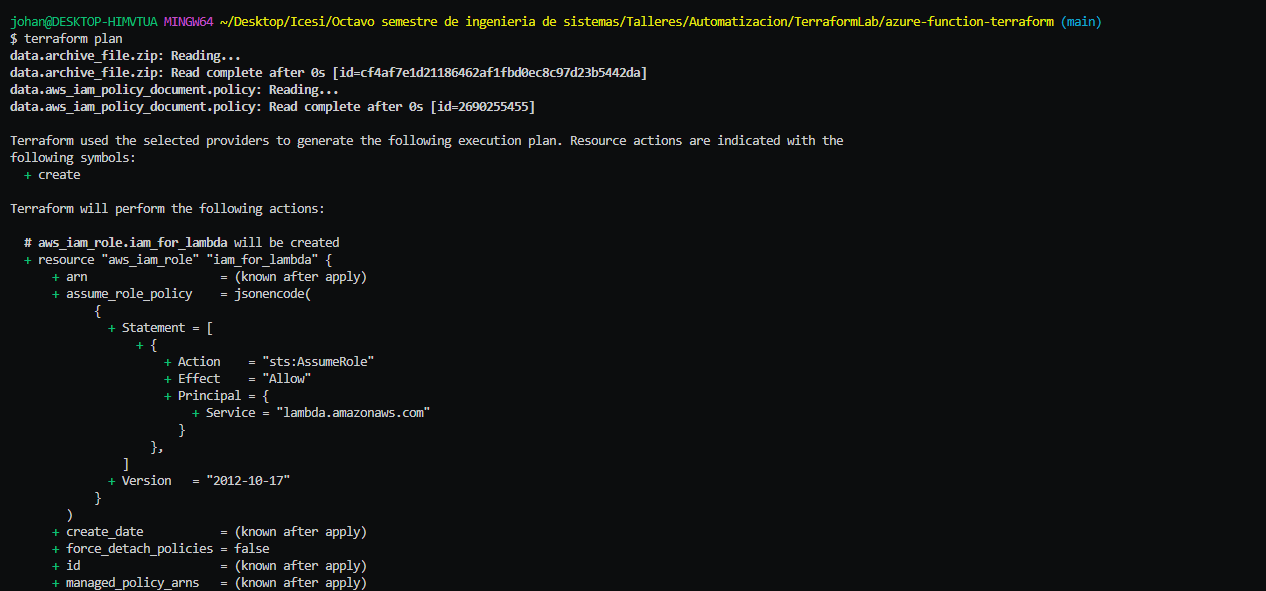 johan@DESKTOP-HIMVTUA MINGW64 ~/Desktop/Icesi/Octavo semestre de ingenieria de sistemas/Talleres/Automatizacion/TerraformLab/azure-function-terraform (main)
$ terraform plan
data.archive_file.zip: Reading...
data.archive_file.zip: Read complete after 0s [id=cf4af7e1d21186462af1fbd0ec8c97d23b5442da]
data.aws_iam_policy_document.policy: Reading...
data.aws_iam_policy_document.policy: Read complete after 0s [id=2690255455]

Terraform used the selected providers to generate the following execution plan. Resource actions are indicated with the
following symbols:
  + create

Terraform will perform the following actions:

  # aws_iam_role.iam_for_lambda will be created
  + resource "aws_iam_role" "iam_for_lambda" {
      + arn                   = (known after apply)
      + assume_role_policy    = jsonencode(
            {
              + Statement = [
                  + {
                      + Action    = "sts:AssumeRole"
                      + Effect    = "Allow"
                      + Principal = {
                          + Service = "lambda.amazonaws.com"
                        }
                    },
                ]
              + Version   = "2012-10-17"
            }
        )
      + create_date           = (known after apply)
      + force_detach_policies = false
      + id                    = (known after apply)
      + managed_policy_arns   = (known after apply)